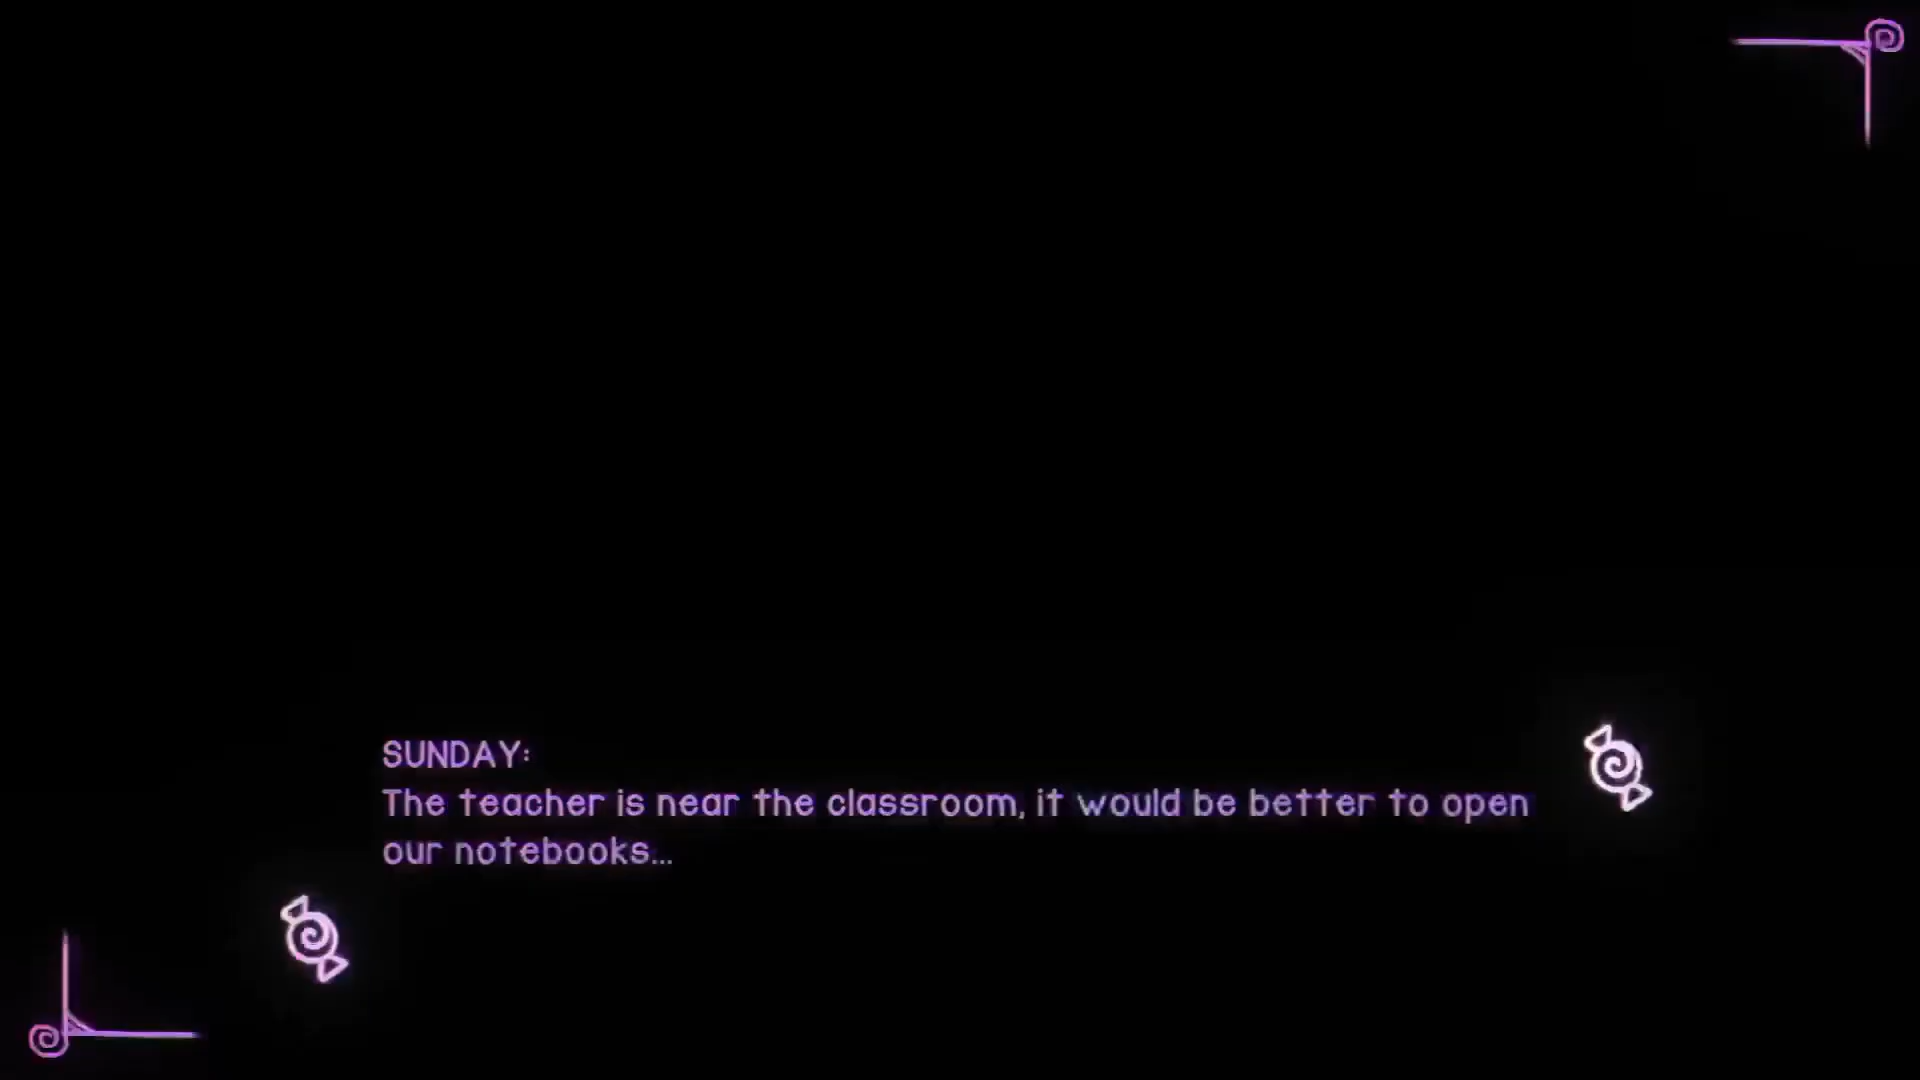 SUNDAY:
The teacher is near the classroom, it would be better to open
our notebooks...